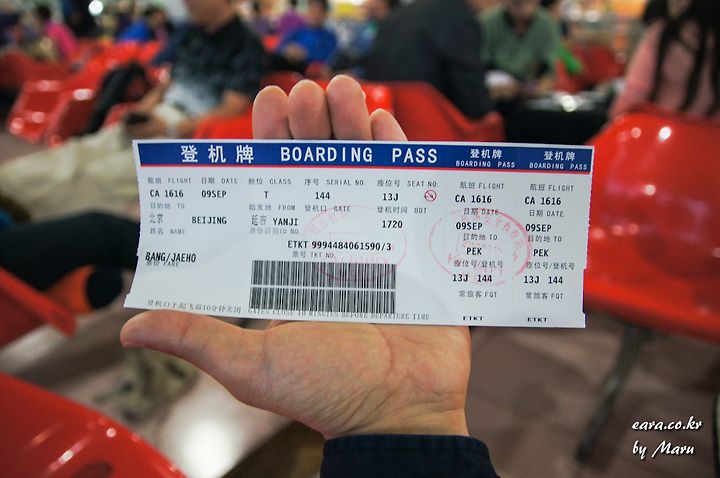 登机牌 BOARDING PASS 登机牌 BOARDING PASS 登机牌 BOARDING PASS
航班 FLIGHT 日期 DATE 舱位 CLASS 序号 SERIAL NO. 座位号 SEAT NO. 航班 FLIGHT 航班 FLIGHT
CA 1616 09SEP T 144 13J CA 1616 CA 1616
目的地 TO 始发地 FROM 登机口 GATE 登机时间 BDT 日期 DATE 日期 DATE
北京 BEIJING 延吉 YANJI 1720 09SEP 09SEP
姓名 NAME 身份识别 ID NO. 目的地 TO 目的地 TO
ETKT 9994484061590/3 PEK PEK
BANG/JAEHO 票号 TKT NO. 座位号/登机号 座位号/登机号
票价 FARE 13J 144 13J 144
常旅客 FQT 常旅客 FQT
登机口于起飞前10分钟关闭 GATES CLOSE 10 MINUTES BEFORE DEPARTURE TIME ETKT ETKT
eara.co.kr
by Maru